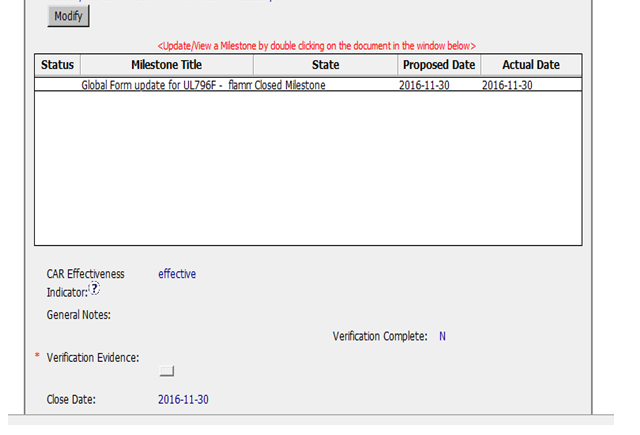 Modify
<Update/View a Milestone by double clicking on the document in the window below>
Status Milestone Title State Proposed Date Actual Date
Global Form update for UL796F - flamm Closed Milestone 2016-11-30 2016-11-30
CAR Effectiveness effective
Indicator: ?
General Notes:
Verification Complete: N
* Verification Evidence:
Close Date: 2016-11-30